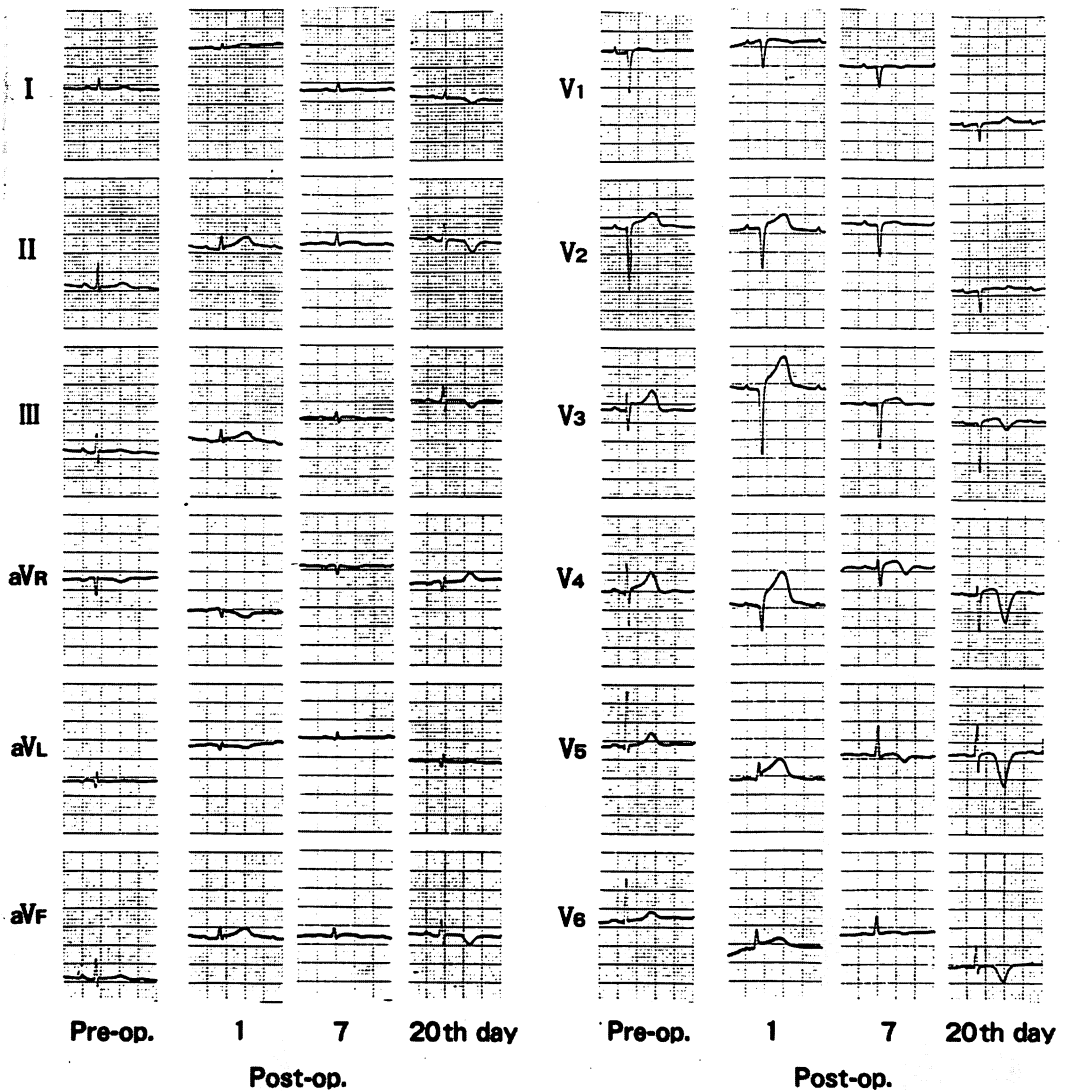 I
II
III
aVR
aVL
aVF
Pre-op. 1 7 20th day
Post-op.
V1
V2
V3
V4
V5
V6
Pre-op. 1 7 20th day
Post-op.